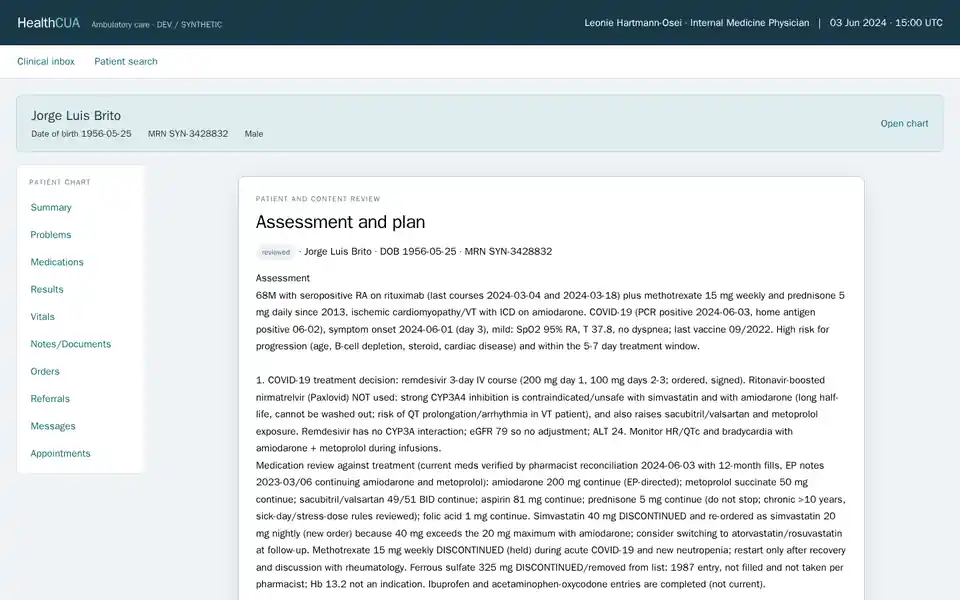 HealthCUA Ambulatory care · DEV / SYNTHETIC Leonie Hartmann-Osei · Internal Medicine Physician | 03 Jun 2024 · 15:00 UTC
Clinical inbox Patient search
Jorge Luis Brito
Date of birth 1956-05-25 MRN SYN-3428832 Male
Open chart
PATIENT CHART
Summary
Problems
Medications
Results
Vitals
Notes/Documents
Orders
Referrals
Messages
Appointments
PATIENT AND CONTENT REVIEW
Assessment and plan
reviewed · Jorge Luis Brito · DOB 1956-05-25 · MRN SYN-3428832
Assessment
68M with seropositive RA on rituximab (last courses 2024-03-04 and 2024-03-18) plus methotrexate 15 mg weekly and prednisone 5
mg daily since 2013, ischemic cardiomyopathy/VT with ICD on amiodarone. COVID-19 (PCR positive 2024-06-03, home antigen
positive 06-02), symptom onset 2024-06-01 (day 3), mild: SpO2 95% RA, T 37.8, no dyspnea; last vaccine 09/2022. High risk for
progression (age, B-cell depletion, steroid, cardiac disease) and within the 5-7 day treatment window.
1. COVID-19 treatment decision: remdesivir 3-day IV course (200 mg day 1, 100 mg days 2-3; ordered, signed). Ritonavir-boosted
nirmatrelvir (Paxlovid) NOT used: strong CYP3A4 inhibition is contraindicated/unsafe with simvastatin and with amiodarone (long half-
life, cannot be washed out; risk of QT prolongation/arrhythmia in VT patient), and also raises sacubitril/valsartan and metoprolol
exposure. Remdesivir has no CYP3A interaction; eGFR 79 so no adjustment; ALT 24. Monitor HR/QTc and bradycardia with
amiodarone + metoprolol during infusions.
Medication review against treatment (current meds verified by pharmacist reconciliation 2024-06-03 with 12-month fills, EP notes
2023-03/06 continuing amiodarone and metoprolol): amiodarone 200 mg continue (EP-directed); metoprolol succinate 50 mg
continue; sacubitril/valsartan 49/51 BID continue; aspirin 81 mg continue; prednisone 5 mg continue (do not stop; chronic >10 years,
sick-day/stress-dose rules reviewed); folic acid 1 mg continue. Simvastatin 40 mg DISCONTINUED and re-ordered as simvastatin 20
mg nightly (new order) because 40 mg exceeds the 20 mg maximum with amiodarone; consider switching to atorvastatin/rosuvastatin
at follow-up. Methotrexate 15 mg weekly DISCONTINUED (held) during acute COVID-19 and new neutropenia; restart only after recovery
and discussion with rheumatology. Ferrous sulfate 325 mg DISCONTINUED/removed from list: 1987 entry, not filled and not taken per
pharmacist; Hb 13.2 not an indication. Ibuprofen and acetaminophen-oxycodone entries are completed (not current).